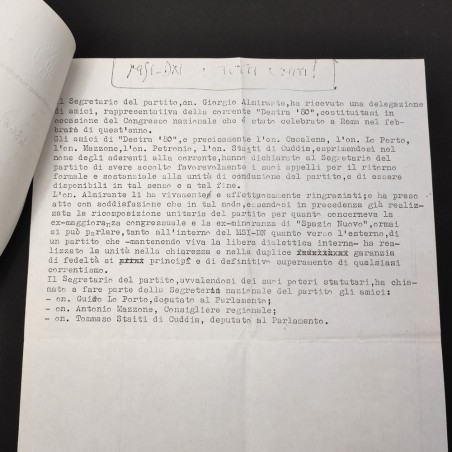 Il Segretario del partito,on. Giorgio Almirante,ha ricevuto una delegazione
di amici, rappresentativa della corrente "Destra '80",costituitasi in
occasione del Congresso nazionale che è stato celebrato a Roma nel feb-
braio di quest'anno.
Gli amici di "Destra '80",e precisamente l'on. Casalena, l'on. Lo Porto,
l'on. Mazzone,l'on. Petronio, l'on. Staiti di Cuddia,esprimendosi nel
nome degli aderenti alla corrente,hanno dichiarato al Segretario del
partito di avere accolto favorevolmente i suoi appelli per il ritorno
formale e sostanziale alla unità di conduzione del partito,e di essere
disponibili in tal senso e a tal fine.
L'on. Almirante li ha vivamente e affettuosamente ringraziati;e ha preso
atto con soddisfazione che in tal modo,essendosi in precedenza già realiz-
zata la ricomposizione unitaria del partito per quanto concerneva la
ex-maggioranza congressuale e la ex-minoranza di "Spazio Nuovo",ormai
si può parlare,tanto all'interno del MSI-DN quanto verso l'esterno,di
un partito che -mantenendo viva la libera dialettica interna- ha rea-
lizzato la unità nella chiarezza e nella duplice garanzia
di fedeltà ai principi e di definitivo superamento di qualsiasi
correntismo.
Il Segretario del partito,avvalendosi dei suoi poteri statutari,ha chia-
mato a fare parte della Segreteria nazionale del partito gli amici:
- on. Guido Lo Porto,deputato al Parlamento;
- on. Antonio Mazzone, Consigliere regionale;
- on. Tommaso Staiti di Cuddia, deputato al Parlamento.